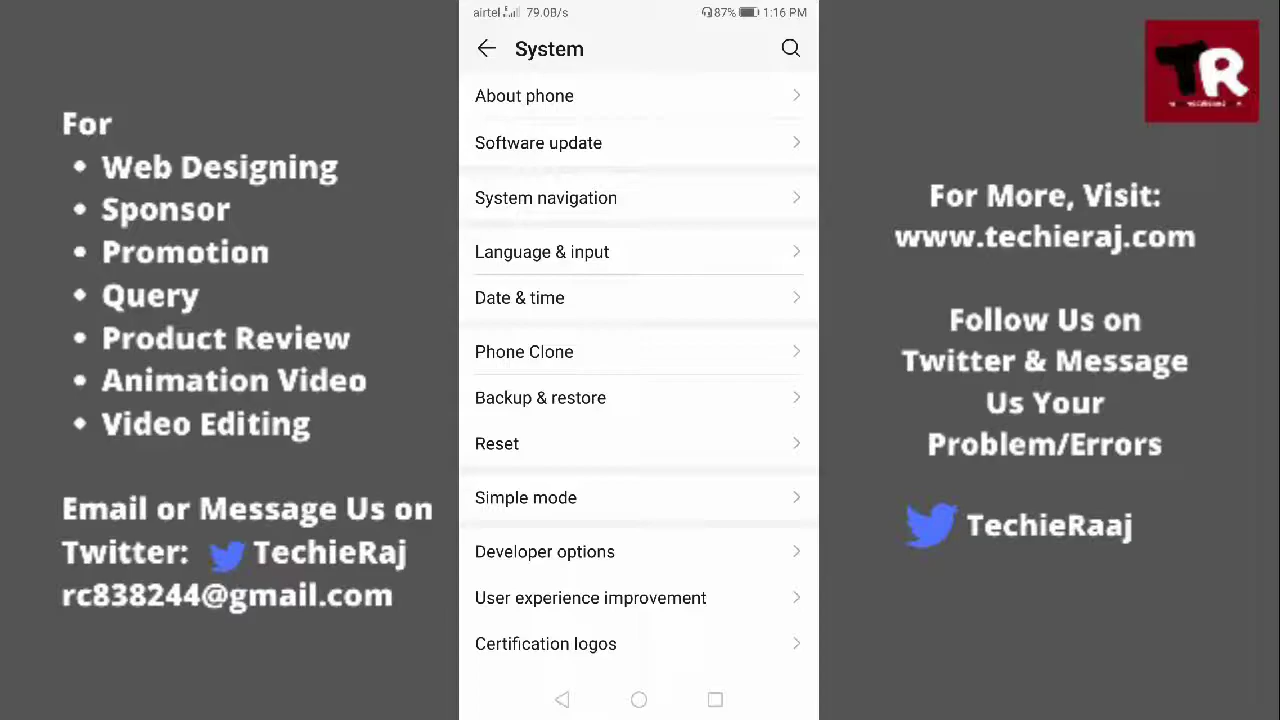 For
• Web Designing
• Sponsor
• Promotion
• Query
• Product Review
• Animation Video
• Video Editing
Email or Message Us on
Twitter: TechieRaj
rc838244@gmail.com
airtel 79.0B/s 87% 1:16 PM
System
About phone
Software update
System navigation
Language & input
Date & time
Phone Clone
Backup & restore
Reset
Simple mode
Developer options
User experience improvement
Certification logos
TR
For More, Visit:
www.techieraj.com
Follow Us on
Twitter & Message
Us Your
Problem/Errors
TechieRaaj